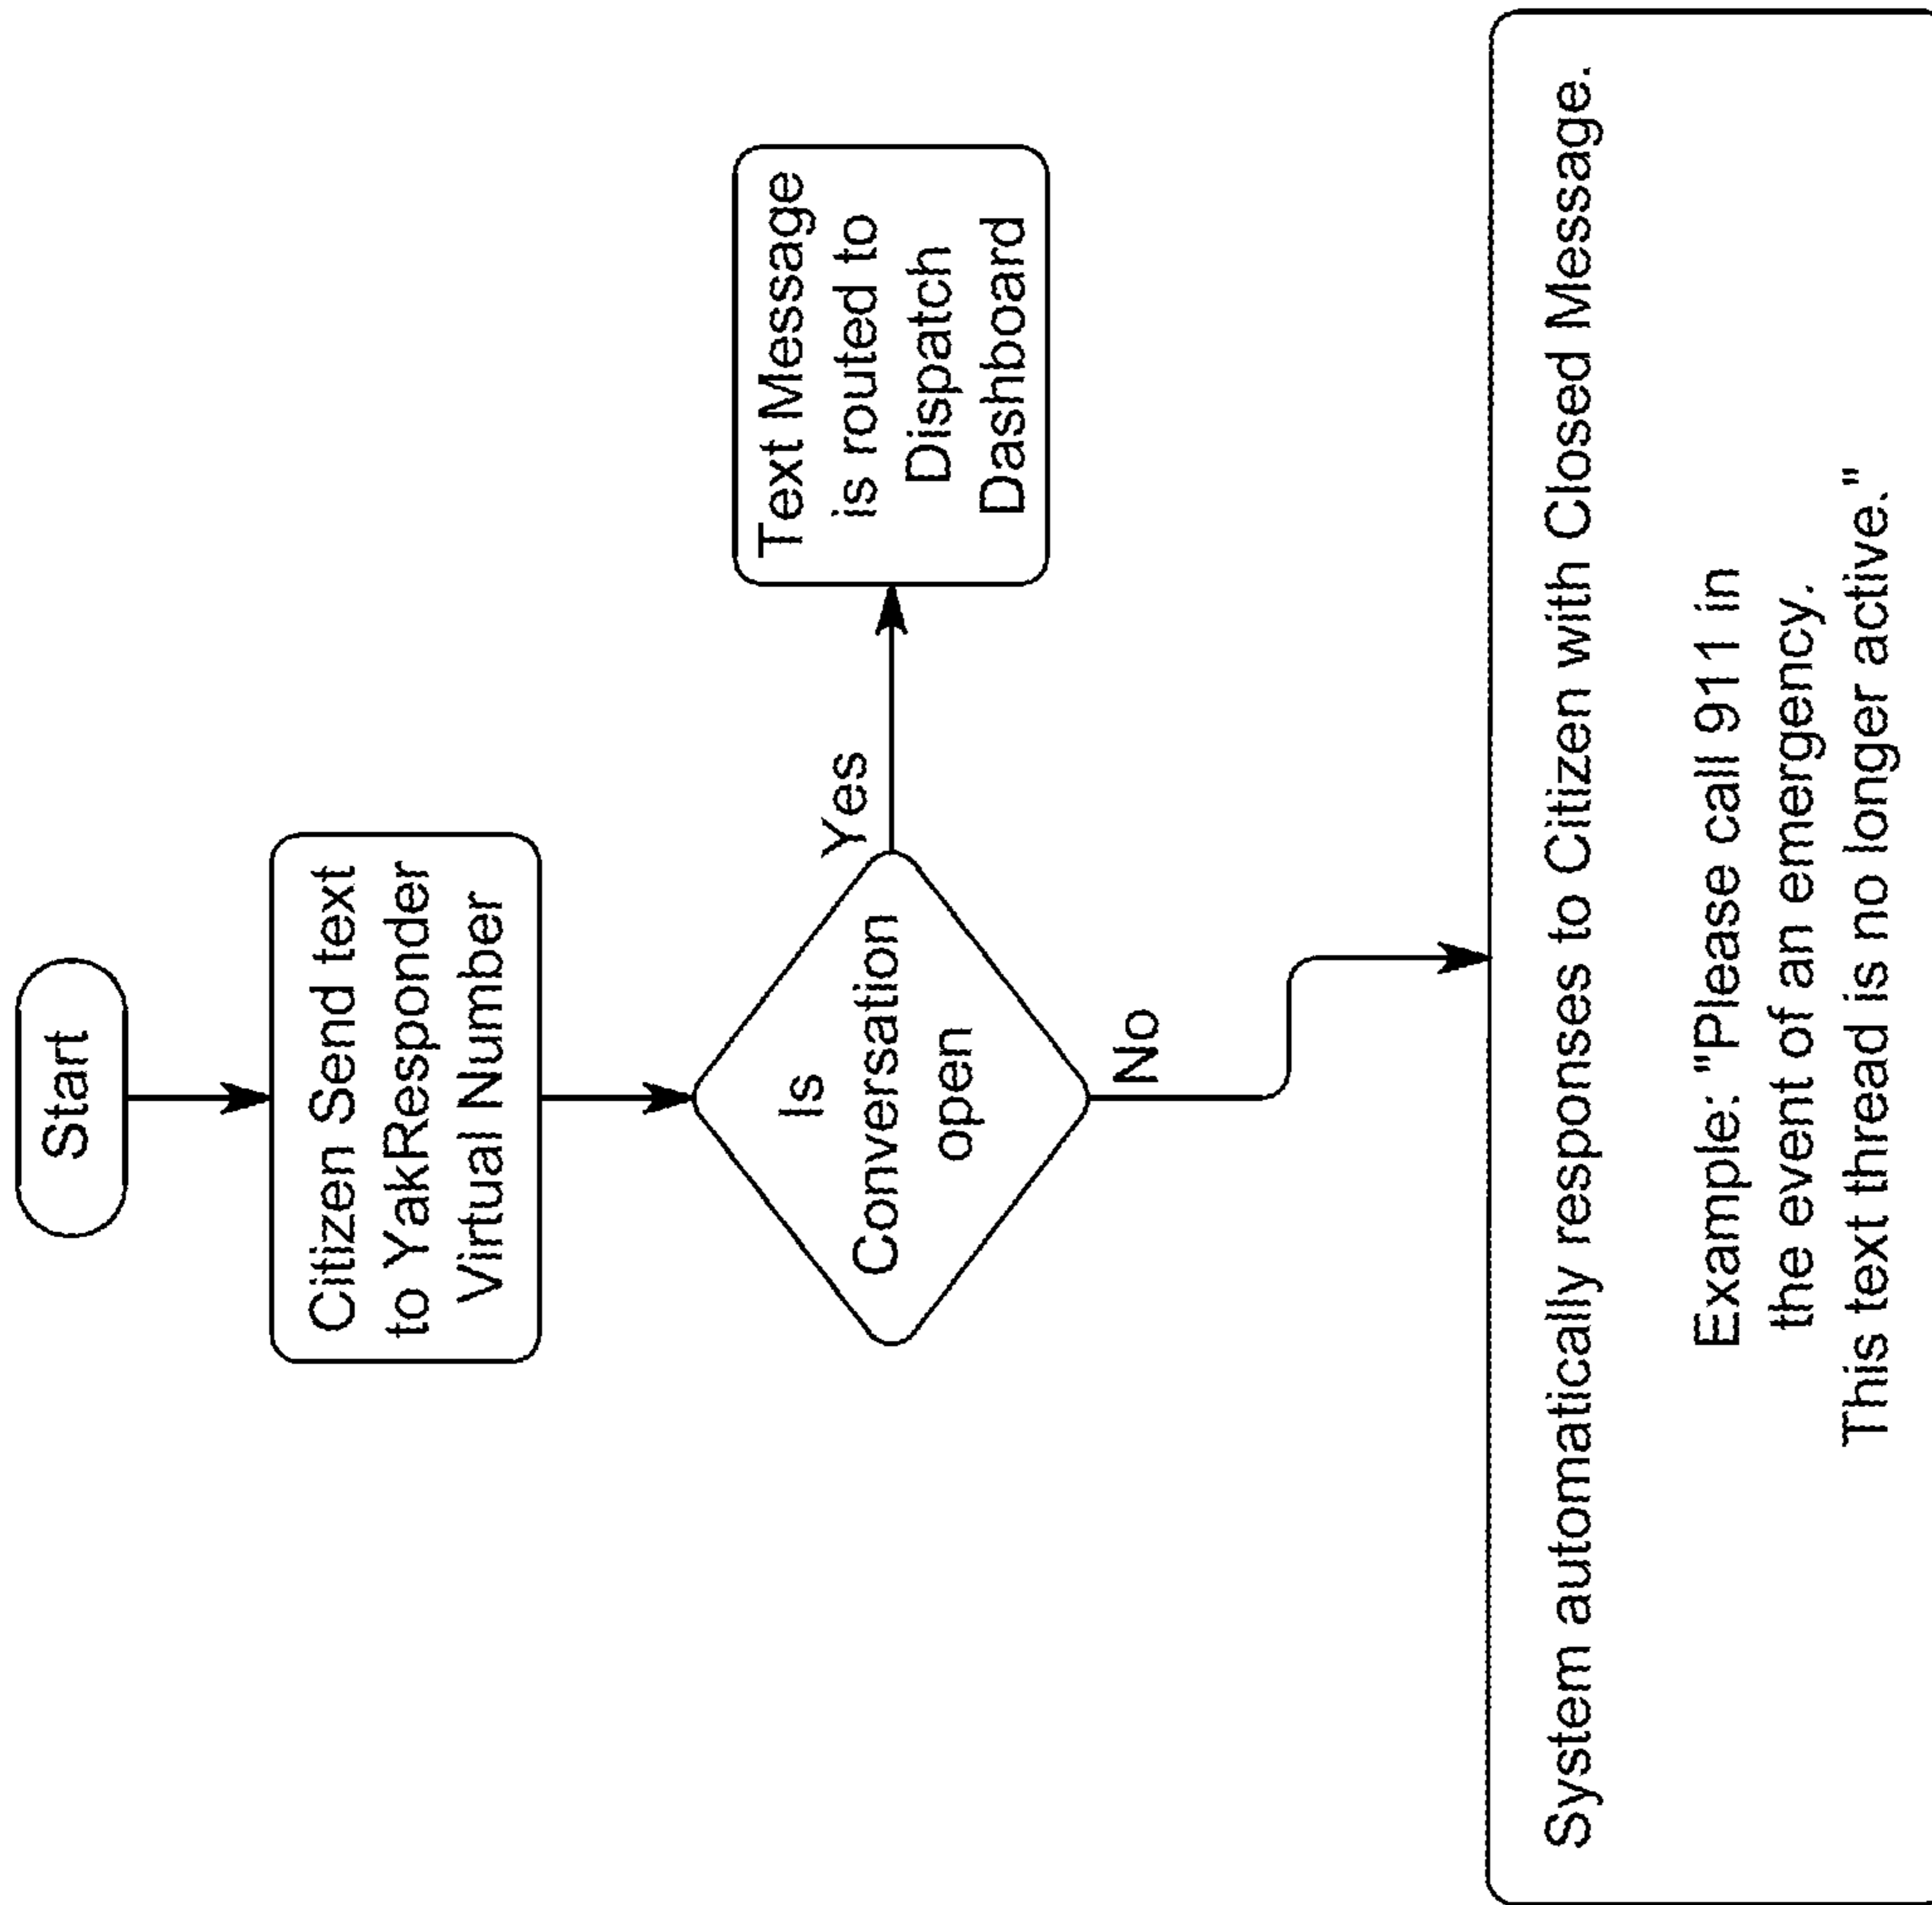 Start
Citizen Send text
to YakResponder
Virtual Number
Is
Conversation
open
Yes
Text Message
is routed to
Dispatch
Dashboard
No
System automatically responses to Citizen with Closed Message.
Example: "Please call 911 in
the event of an emergency.
This text thread is no longer active."